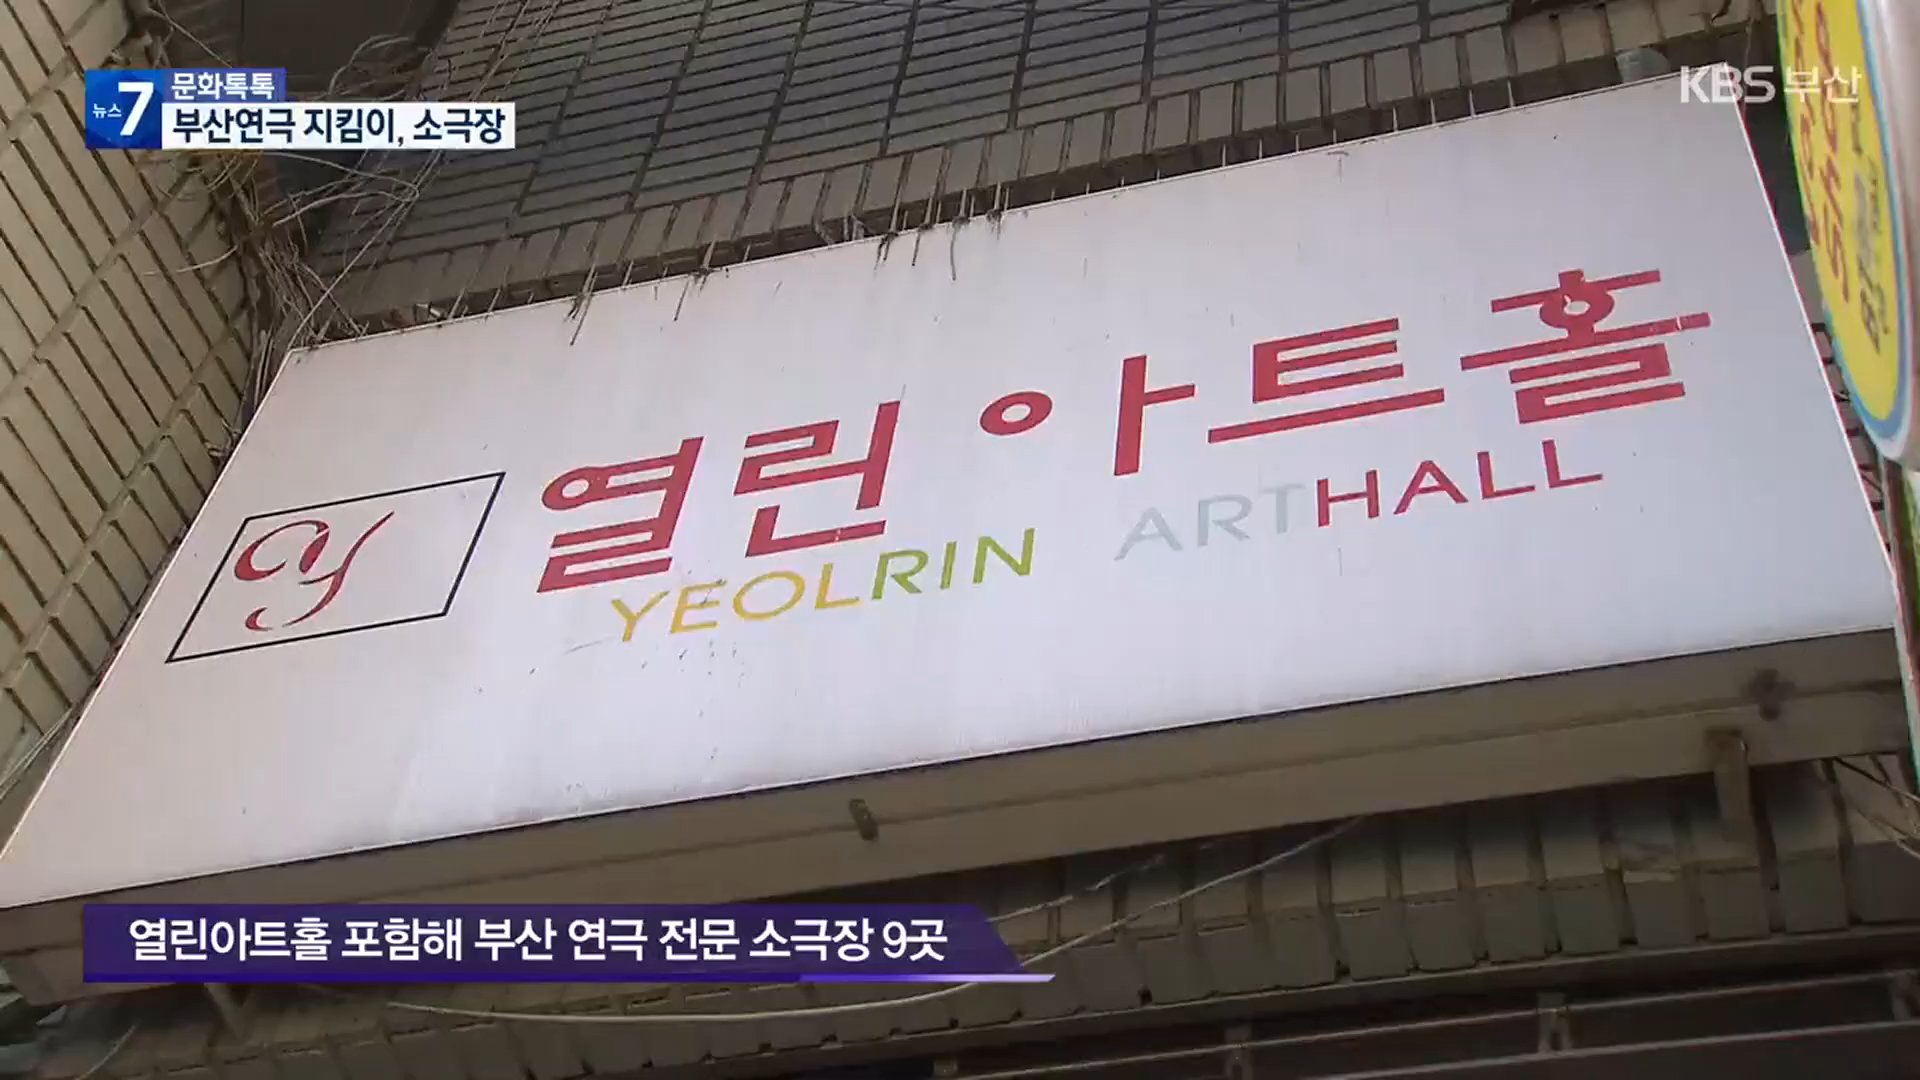 뉴스 7
문화톡톡
부산연극 지킴이, 소극장
KBS 부산
열린 아트홀
YEOLRIN ARTHALL
열린아트홀 포함해 부산 연극 전문 소극장 9곳